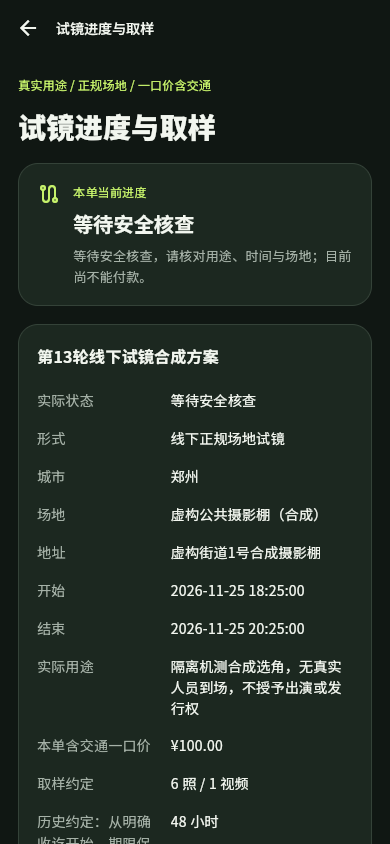 试镜进度与取样
真实用途 / 正规场地 / 一口价含交通
试镜进度与取样
本单当前进度
等待安全核查
等待安全核查，请核对用途、时间与场地；目前
尚不能付款。
第13轮线下试镜合成方案
实际状态 等待安全核查
形式 线下正规场地试镜
城市 郑州
场地 虚构公共摄影棚（合成）
地址 虚构街道1号合成摄影棚
开始 2026-11-25 18:25:00
结束 2026-11-25 20:25:00
实际用途 隔离机测合成选角，无真实
人员到场，不授予出演或发
行权
本单含交通一口价 ¥100.00
取样约定 6 照 / 1 视频
历史约定：从明确 48 小时
收迄开始，期限保